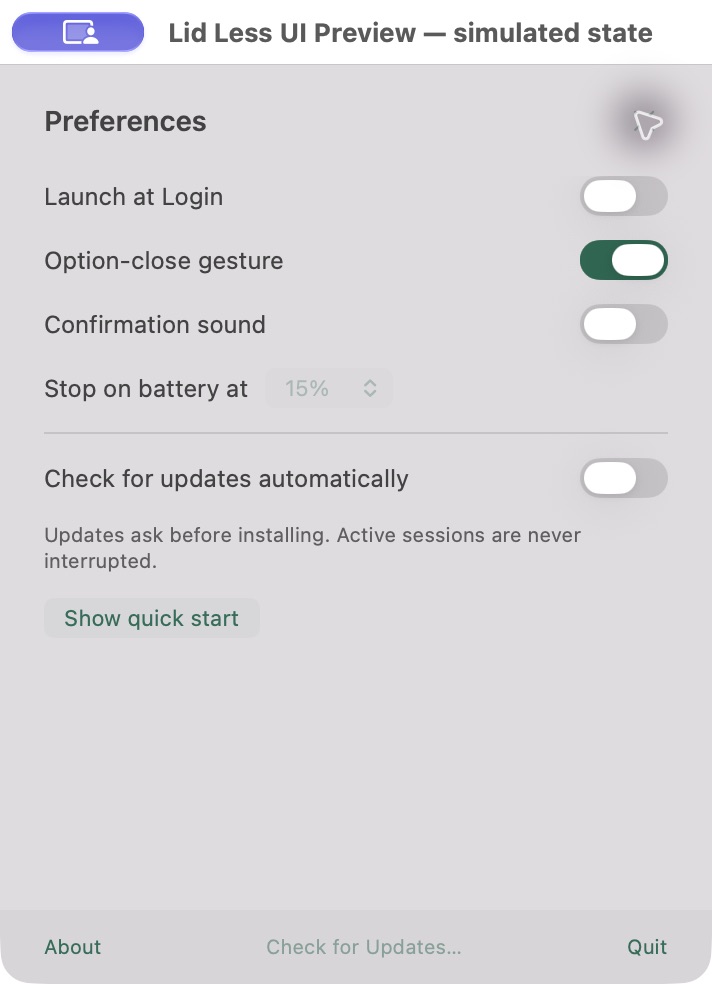 Lid Less UI Preview — simulated state
Preferences
Launch at Login
Option-close gesture
Confirmation sound
Stop on battery at 15%
Check for updates automatically
Updates ask before installing. Active sessions are never
interrupted.
Show quick start
About Check for Updates... Quit